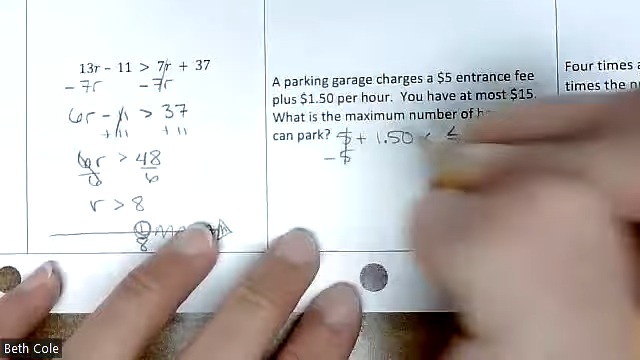 13r − 11 > 7r + 37
−7r −7r
6r − 11 > 37
+11 +11
6r > 48
6 6
r > 8
8
A parking garage charges a $5 entrance fee
plus $1.50 per hour. You have at most $15.
What is the maximum number of
can park? 5 + 1.50 ≤
−5
Four times
times the
Beth Cole